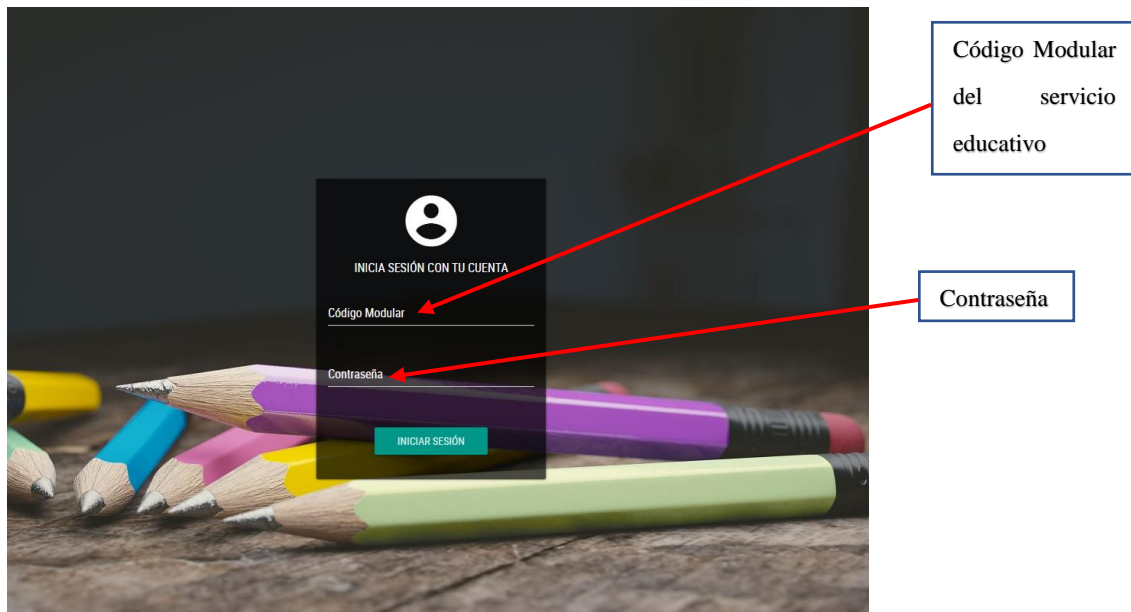 Código Modular
del servicio
educativo
INICIA SESIÓN CON TU CUENTA
Código Modular
Contraseña
Contraseña
INICIAR SESIÓN